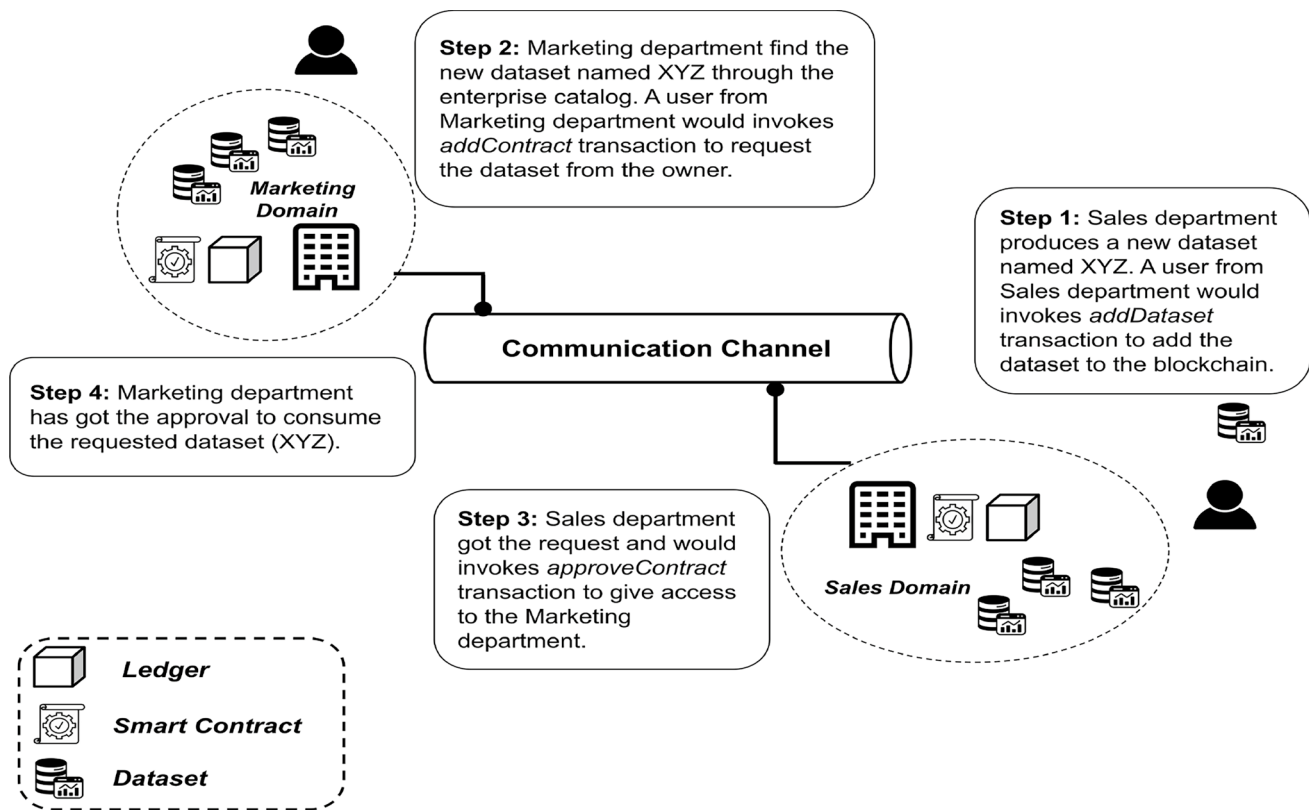 Step 2: Marketing department find the
new dataset named XYZ through the
enterprise catalog. A user from
Marketing department would invokes
addContract transaction to request
the dataset from the owner.
Marketing
Domain
Step 1: Sales department
produces a new dataset
named XYZ. A user from
Sales department would
invokes addDataset
transaction to add the
dataset to the blockchain.
Communication Channel
Step 4: Marketing department
has got the approval to consume
the requested dataset (XYZ).
Step 3: Sales department
got the request and would
invokes approveContract
transaction to give access
to the Marketing
department.
Sales Domain
Ledger
Smart Contract
Dataset